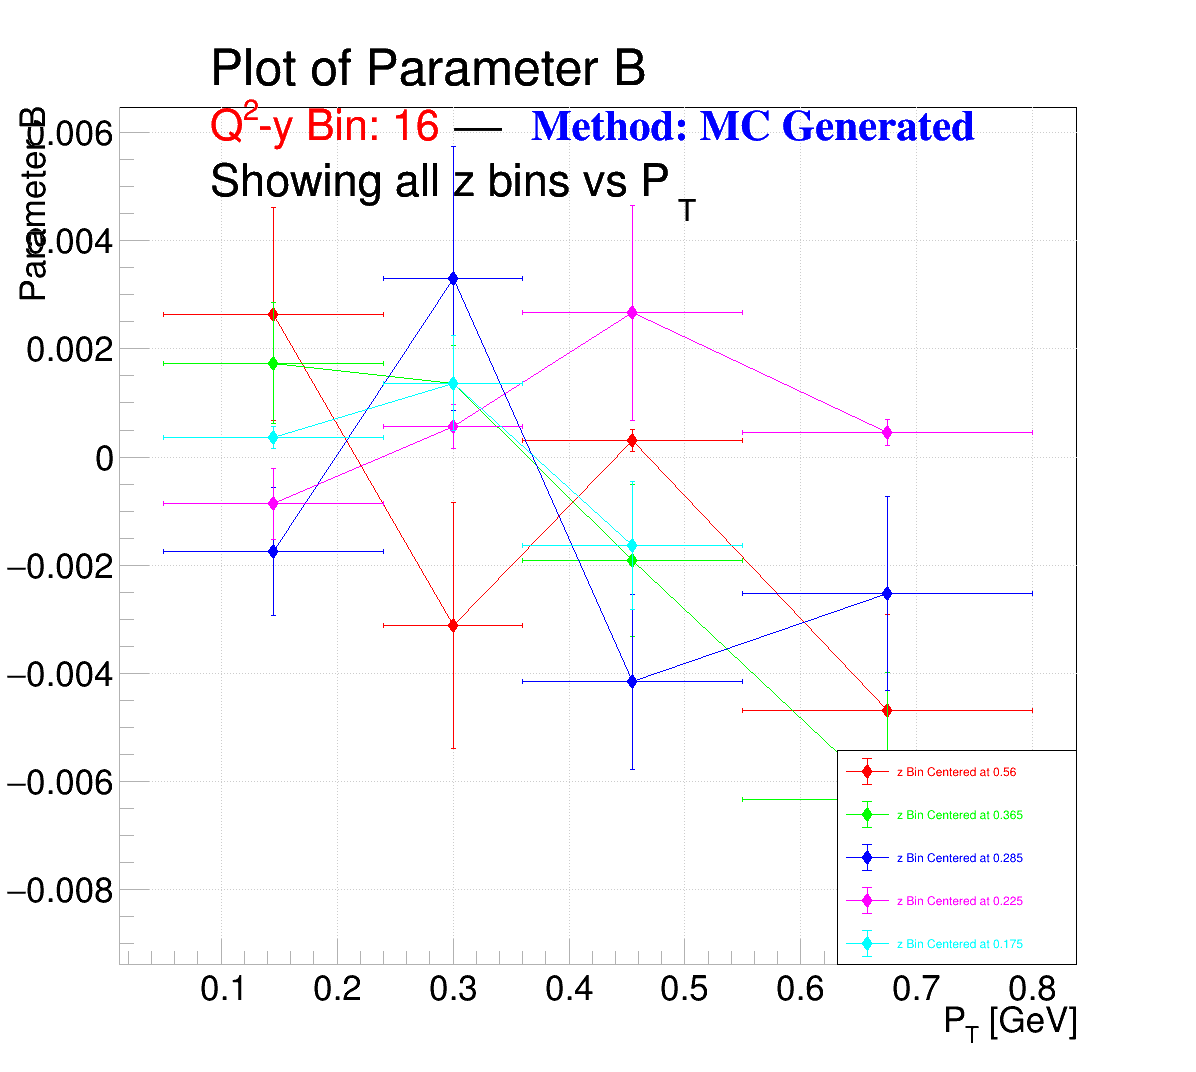 Plot of Parameter B
Q²-y Bin: 16 — Method: MC Generated
Showing all z bins vs P_T
Parameter B
0.006
0.004
0.002
0
−0.002
−0.004
−0.006
−0.008
z Bin Centered at 0.56
z Bin Centered at 0.365
z Bin Centered at 0.285
z Bin Centered at 0.225
z Bin Centered at 0.175
0.1 0.2 0.3 0.4 0.5 0.6 0.7 0.8
P_T [GeV]